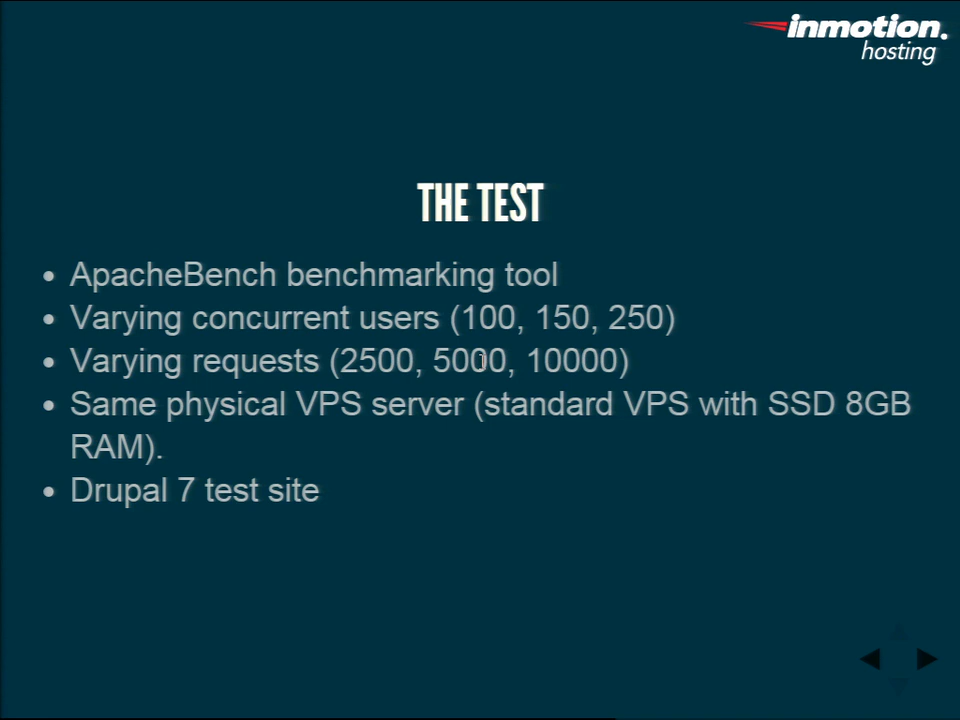 inmotion.
hosting
THE TEST
• ApacheBench benchmarking tool
• Varying concurrent users (100, 150, 250)
• Varying requests (2500, 5000, 10000)
• Same physical VPS server (standard VPS with SSD 8GB
RAM).
• Drupal 7 test site